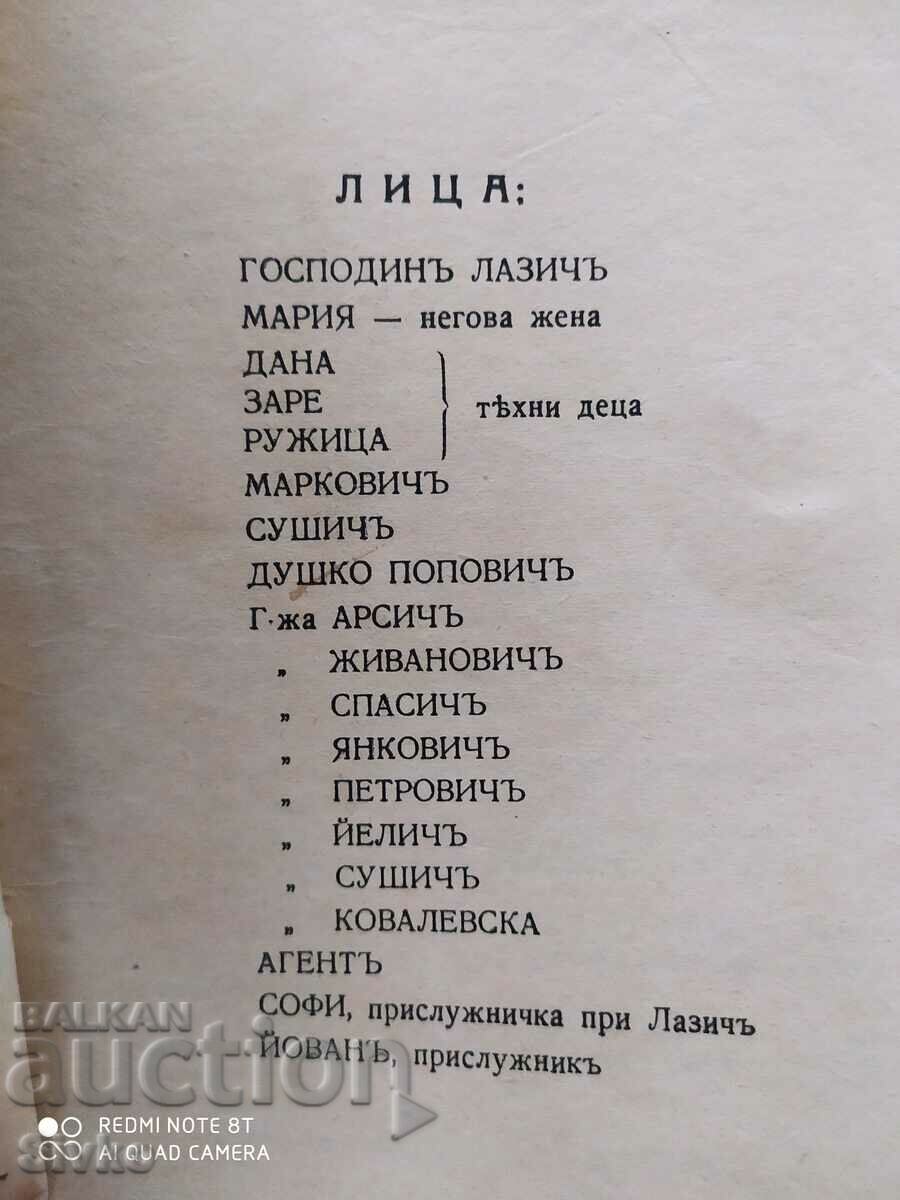 ЛИЦА:
ГОСПОДИНЪ ЛАЗИЧЪ
МАРИЯ — негова жена
ДАНА
ЗАРЕ
РУЖИЦА
тѣхни деца
МАРКОВИЧЪ
СУШИЧЪ
ДУШКО ПОПОВИЧЪ
Г-жа АРСИЧЪ
„ ЖИВАНОВИЧЪ
„ СПАСИЧЪ
„ ЯНКОВИЧЪ
„ ПЕТРОВИЧЪ
„ ЙЕЛИЧЪ
„ СУШИЧЪ
„ КОВАЛЕВСКА
АГЕНТЪ
СОФИ, прислужничка при Лазичъ
ЙОВАНЪ, прислужникъ
BALKAN
auction
REDMI NOTE 8T
AI QUAD CAMERA
Sivko